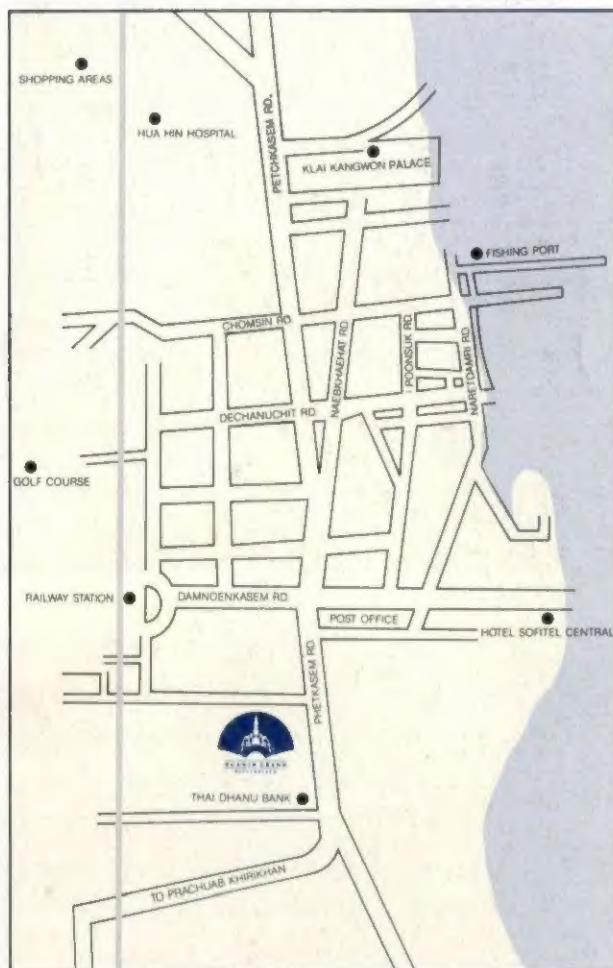 SHOPPING AREAS
HUA HIN HOSPITAL
PETCHKASEM RD.
KLAI KANGWON PALACE
FISHING PORT
CHOMSIN RD.
NAEBKHAEHAT RD.
POONSUK RD.
NARETDAMRI RD.
DECHANUCHIT RD.
GOLF COURSE
RAILWAY STATION
DAMNOENKASEM RD.
POST OFFICE
HOTEL SOFITEL CENTRAL
PHETKASEM RD.
HUAHIN GRAND
THAI DHANU BANK
TO PRACHUAB KHIRIKHAN